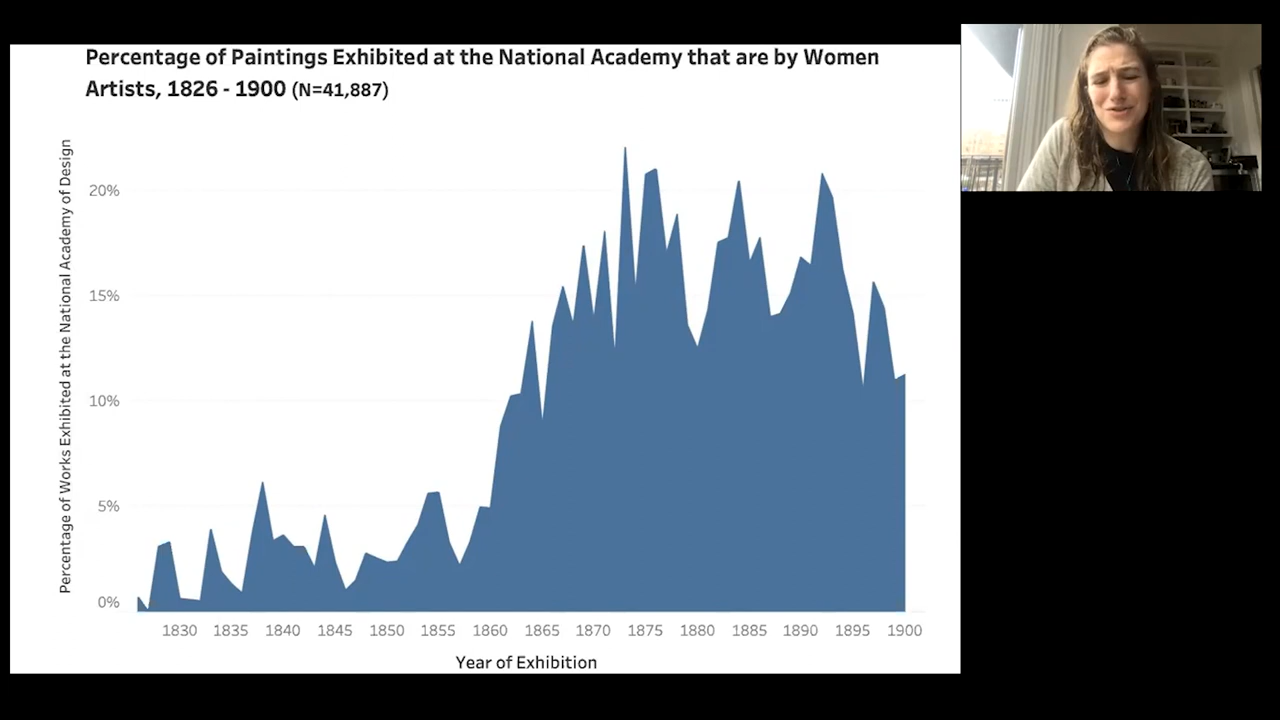 Percentage of Paintings Exhibited at the National Academy that are by Women
Artists, 1826 - 1900 (N=41,887)
Percentage of Works Exhibited at the National Academy of Design
20%
15%
10%
5%
0%
1830 1835 1840 1845 1850 1855 1860 1865 1870 1875 1880 1885 1890 1895 1900
Year of Exhibition